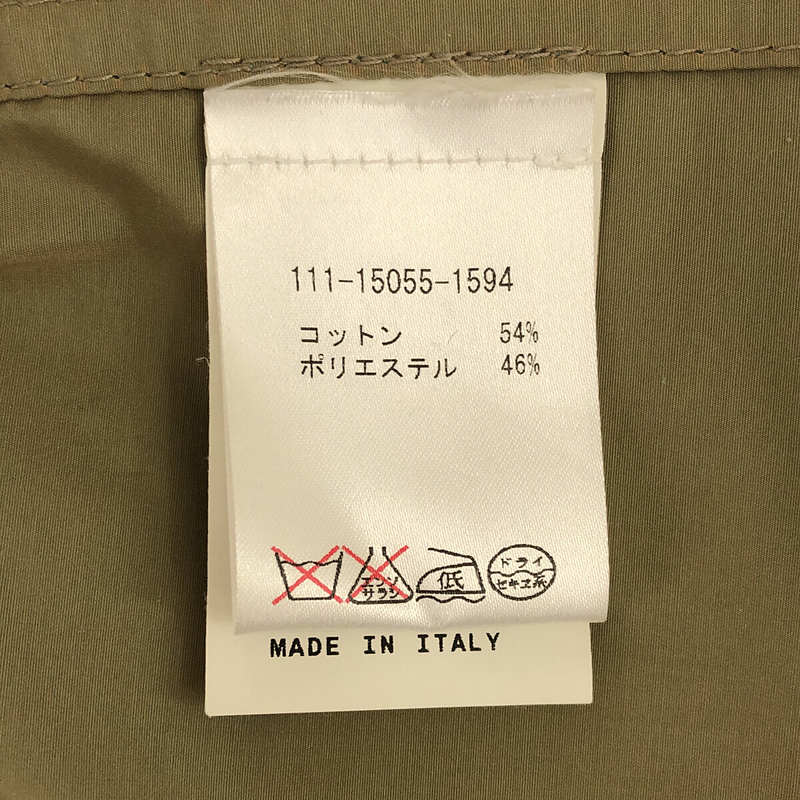 111-15055-1594
コットン 54%
ポリエステル 46%
エンソ サラシ 低 ドライ セキユ系
MADE IN ITALY